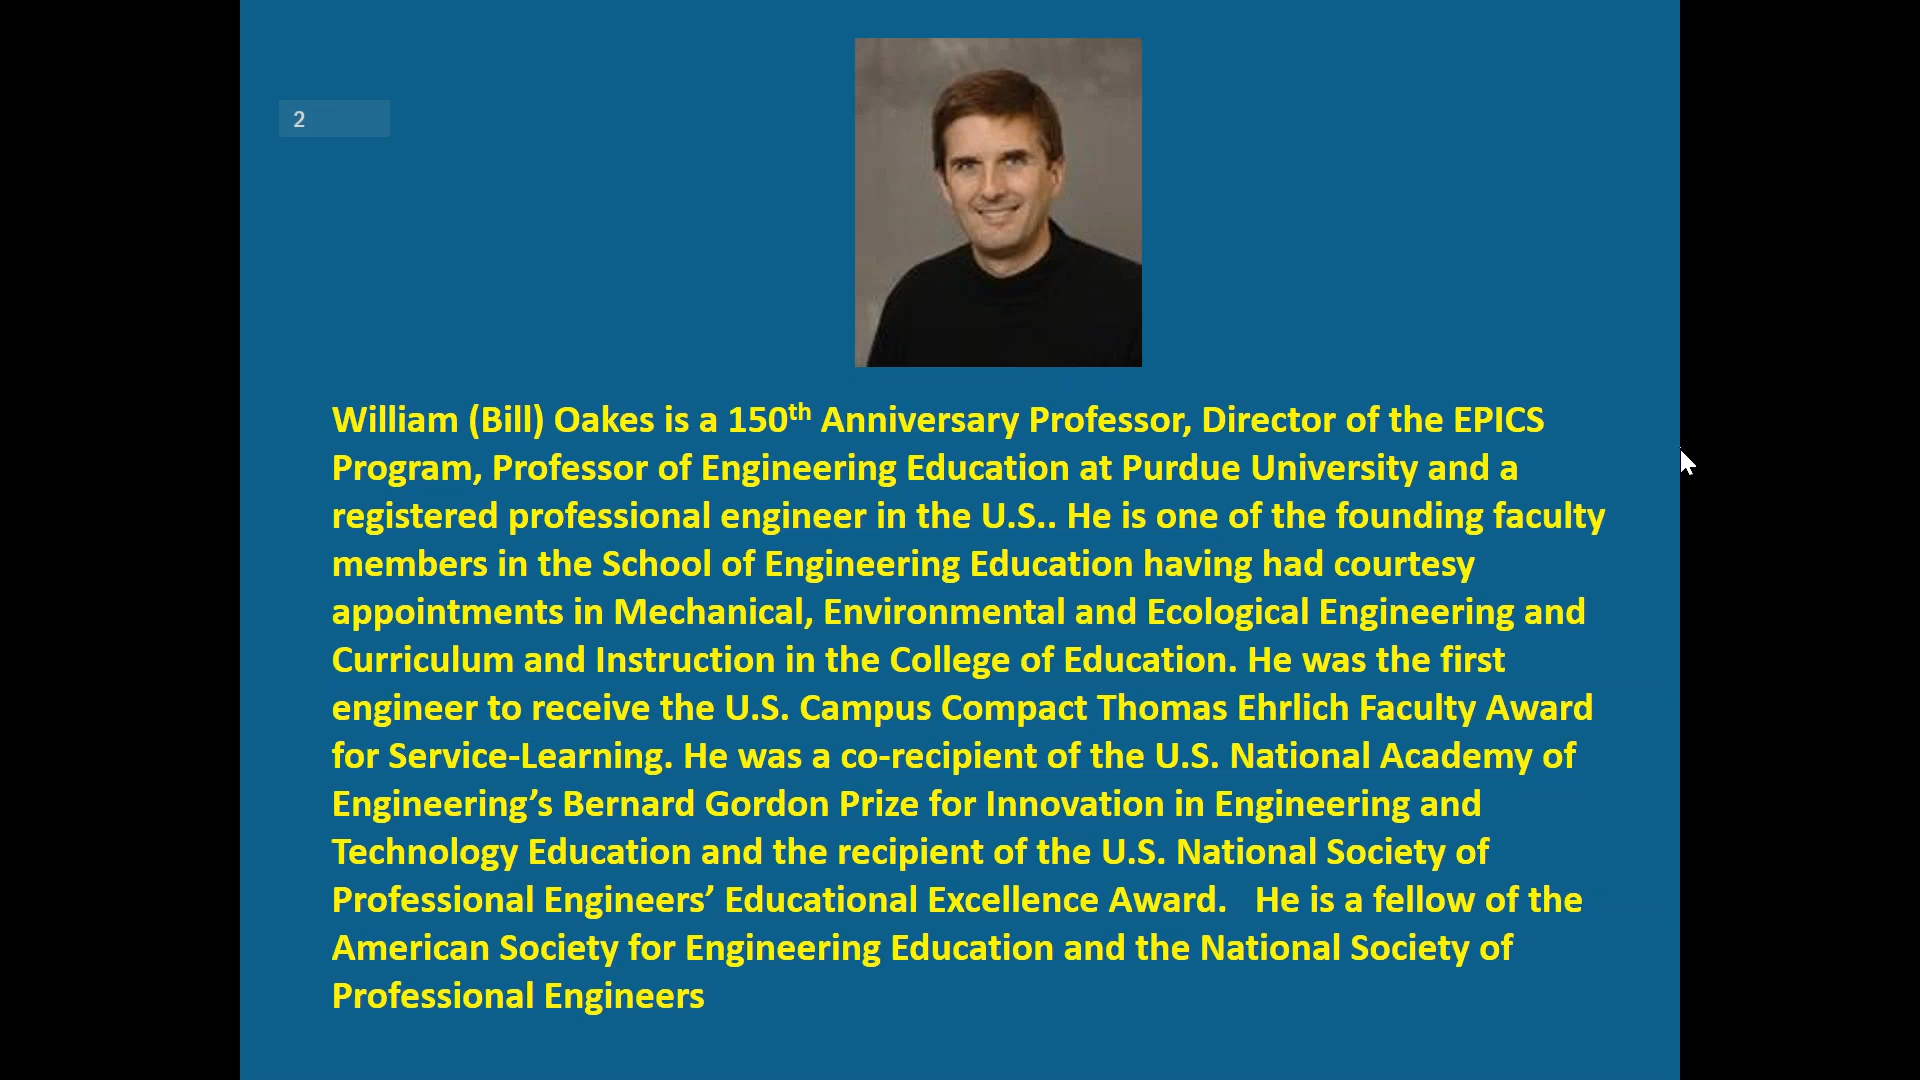 2
William (Bill) Oakes is a 150th Anniversary Professor, Director of the EPICS
Program, Professor of Engineering Education at Purdue University and a
registered professional engineer in the U.S.. He is one of the founding faculty
members in the School of Engineering Education having had courtesy
appointments in Mechanical, Environmental and Ecological Engineering and
Curriculum and Instruction in the College of Education. He was the first
engineer to receive the U.S. Campus Compact Thomas Ehrlich Faculty Award
for Service-Learning. He was a co-recipient of the U.S. National Academy of
Engineering’s Bernard Gordon Prize for Innovation in Engineering and
Technology Education and the recipient of the U.S. National Society of
Professional Engineers’ Educational Excellence Award.   He is a fellow of the
American Society for Engineering Education and the National Society of
Professional Engineers